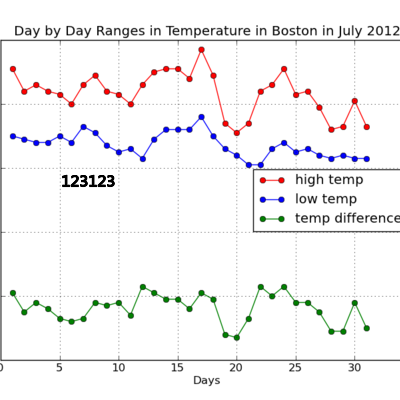 Day by Day Ranges in Temperature in Boston in July 2012
123123
high temp
low temp
temp difference
0 5 10 15 20 25 30
Days